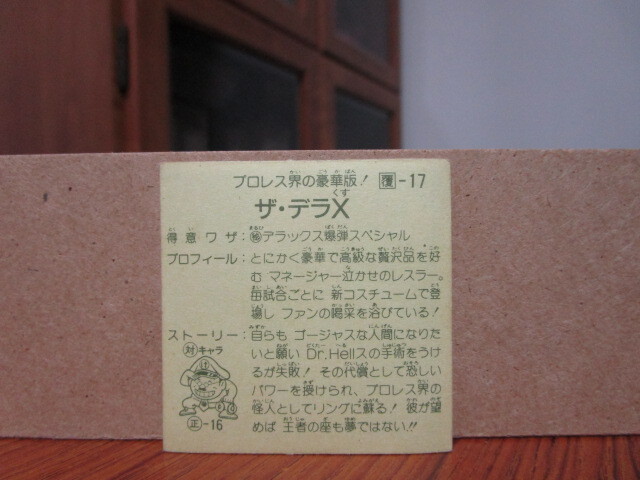 プロレス界の豪華版! 覆-17
ザ・デラX
得意ワザ:㊙デラックス爆弾スペシャル
プロフィール:とにかく豪華で高級な贅沢品を好
む マネージャー泣かせのレスラー。
毎試合ごとに 新コスチュームで登
場し ファンの喝采を浴びている!
ストーリー:自らも ゴージャスな人間になりた
いと願い Dr.Hellスの手術をうけ
るが失敗! その代償として恐しい
パワーを授けられ、プロレス界の
怪人としてリングに蘇る! 彼が望
めば 王者の座も夢ではない!!
対キャラ
正-16